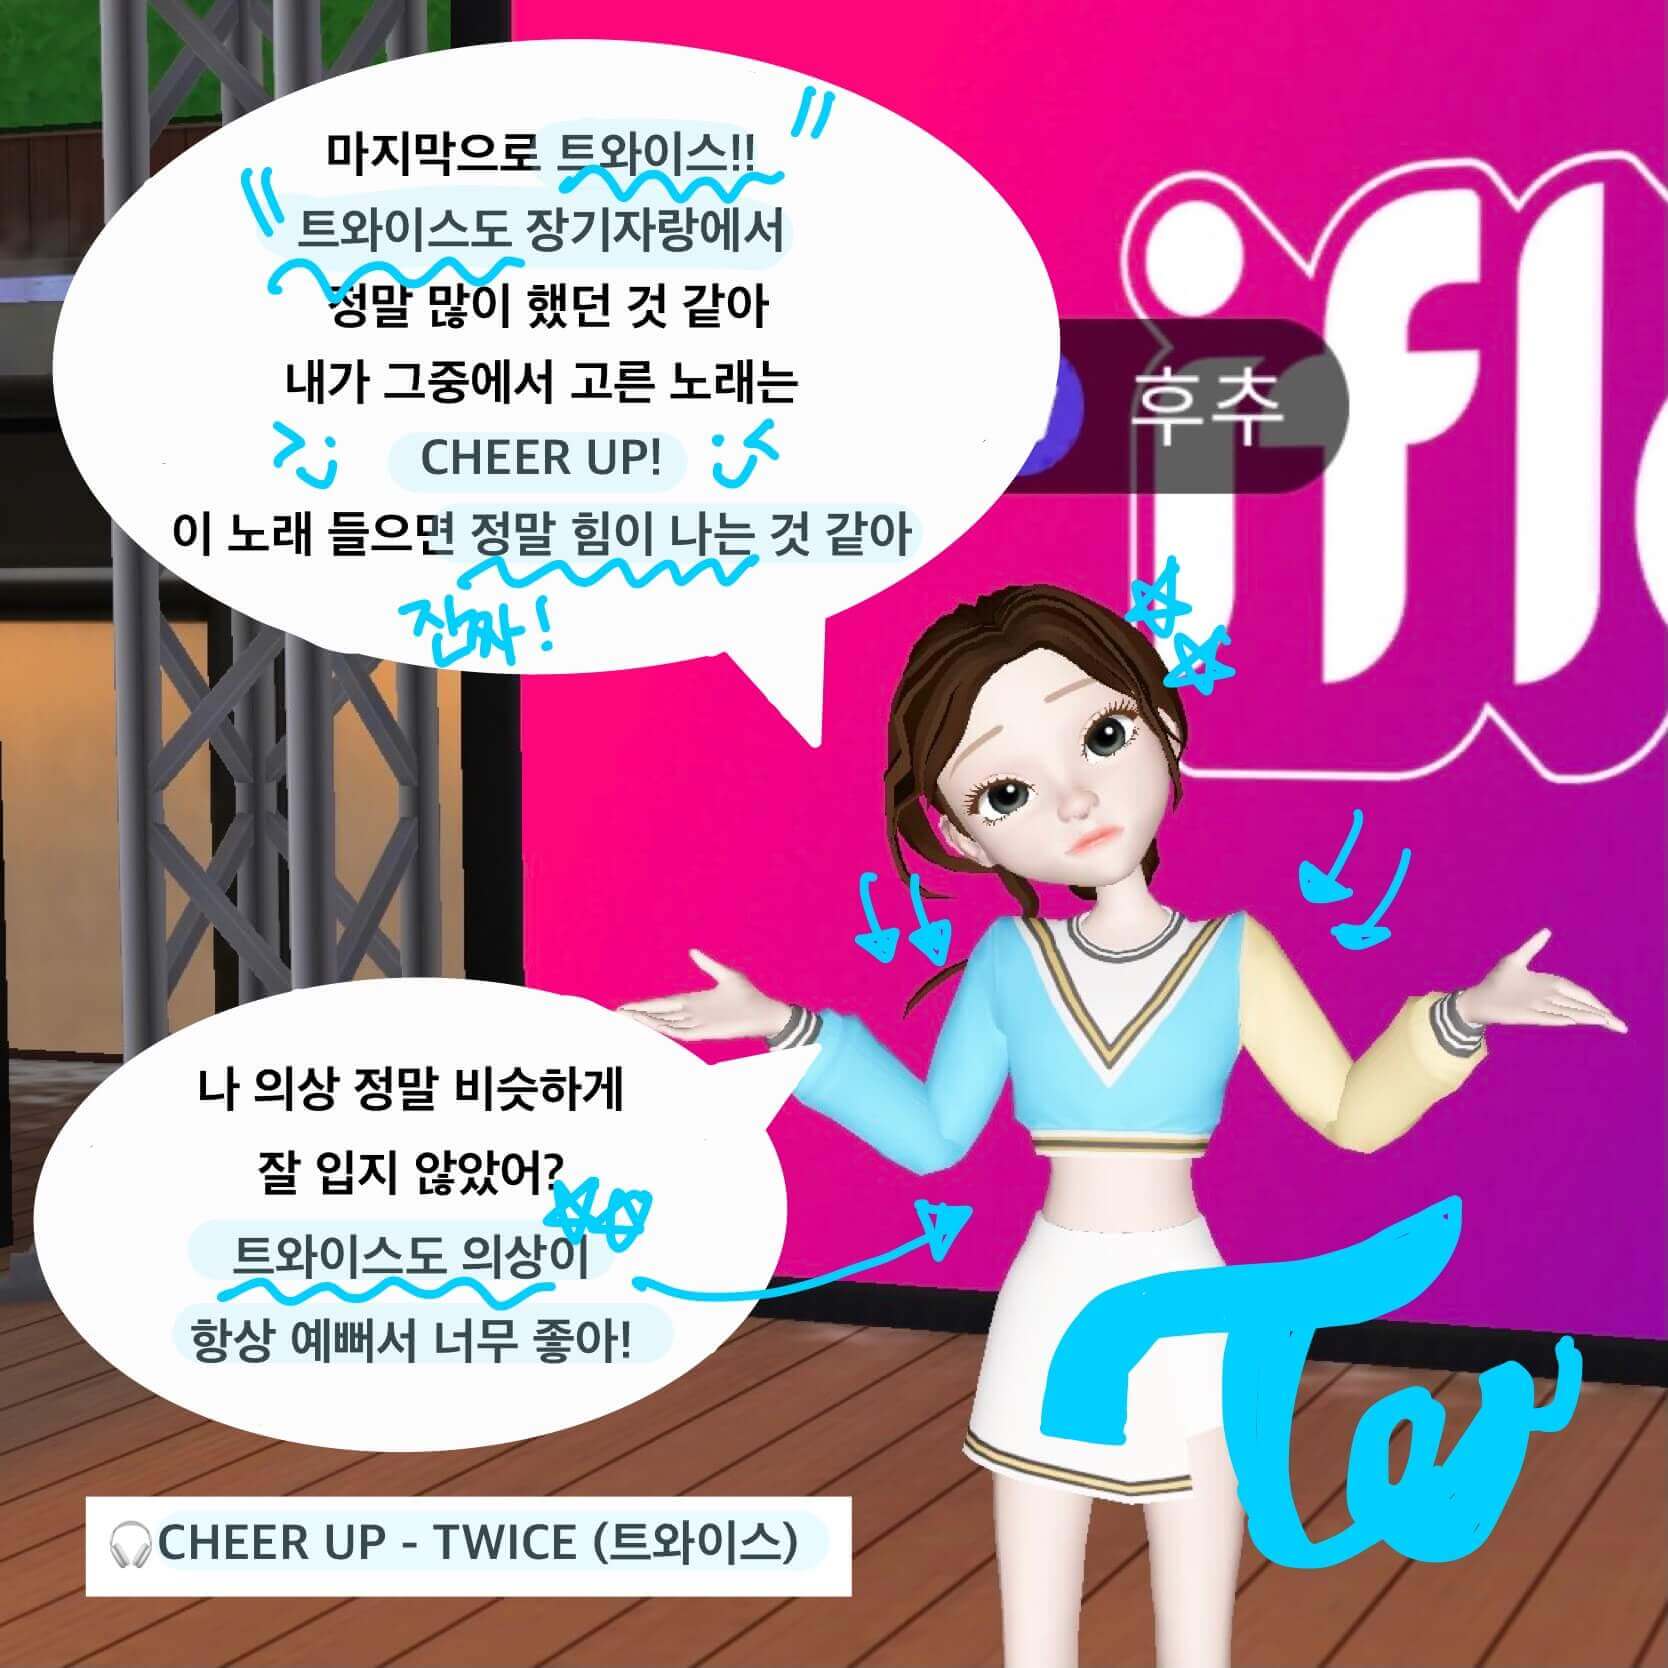 마지막으로 트와이스!!
트와이스도 장기자랑에서
정말 많이 했던 것 같아
내가 그중에서 고른 노래는
CHEER UP!
이 노래 들으면 정말 힘이 나는 것 같아
진짜!
후추
ifl
나 의상 정말 비슷하게
잘 입지 않았어?
트와이스도 의상이
항상 예뻐서 너무 좋아!
🎧CHEER UP - TWICE (트와이스)